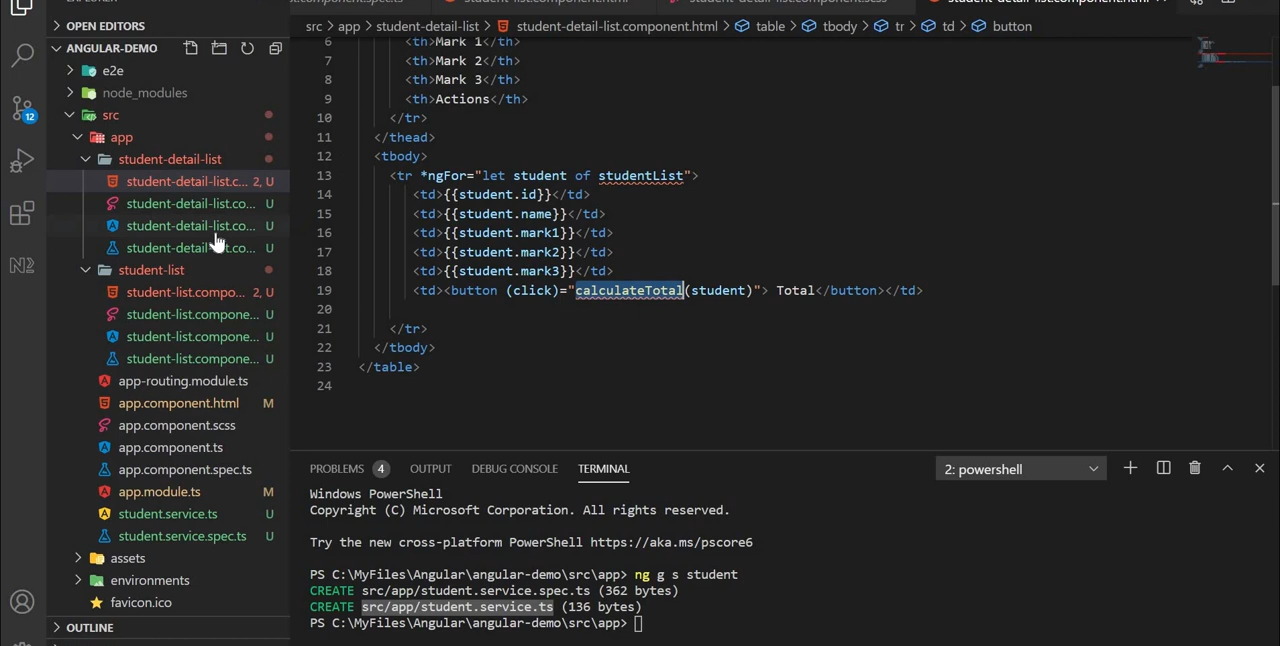 OPEN EDITORS
ANGULAR-DEMO
e2e
node_modules
src
app
student-detail-list
student-detail-list.c... 2, U
student-detail-list.co... U
student-detail-list.co... U
student-detail-list.co... U
student-list
student-list.compo... 2, U
student-list.compone... U
student-list.compone... U
student-list.compone... U
app-routing.module.ts
app.component.html M
app.component.scss
app.component.ts
app.component.spec.ts
app.module.ts M
student.service.ts U
student.service.spec.ts U
assets
environments
favicon.ico
OUTLINE
12
src > app > student-detail-list > student-detail-list.component.html > table > tbody > tr > td > button
6 <th>Mark 1</th>
7 <th>Mark 2</th>
8 <th>Mark 3</th>
9 <th>Actions</th>
10 </tr>
11 </thead>
12 <tbody>
13 <tr *ngFor="let student of studentList">
14 <td>{{student.id}}</td>
15 <td>{{student.name}}</td>
16 <td>{{student.mark1}}</td>
17 <td>{{student.mark2}}</td>
18 <td>{{student.mark3}}</td>
19 <td><button (click)="calculateTotal(student)"> Total</button></td>
20
21 </tr>
22 </tbody>
23 </table>
24
PROBLEMS 4 OUTPUT DEBUG CONSOLE TERMINAL 2: powershell
Windows PowerShell
Copyright (C) Microsoft Corporation. All rights reserved.
Try the new cross-platform PowerShell https://aka.ms/pscore6
PS C:\MyFiles\Angular\angular-demo\src\app> ng g s student
CREATE src/app/student.service.spec.ts (362 bytes)
CREATE src/app/student.service.ts (136 bytes)
PS C:\MyFiles\Angular\angular-demo\src\app>